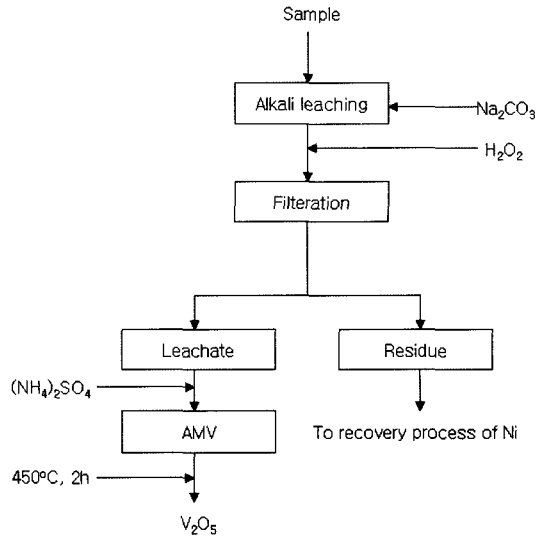 Sample
Alkali leaching
Na₂CO₃
H₂O₂
Filteration
Leachate
Residue
(NH₄)₂SO₄
AMV
To recovery process of Ni
450°C, 2h
V₂O₅